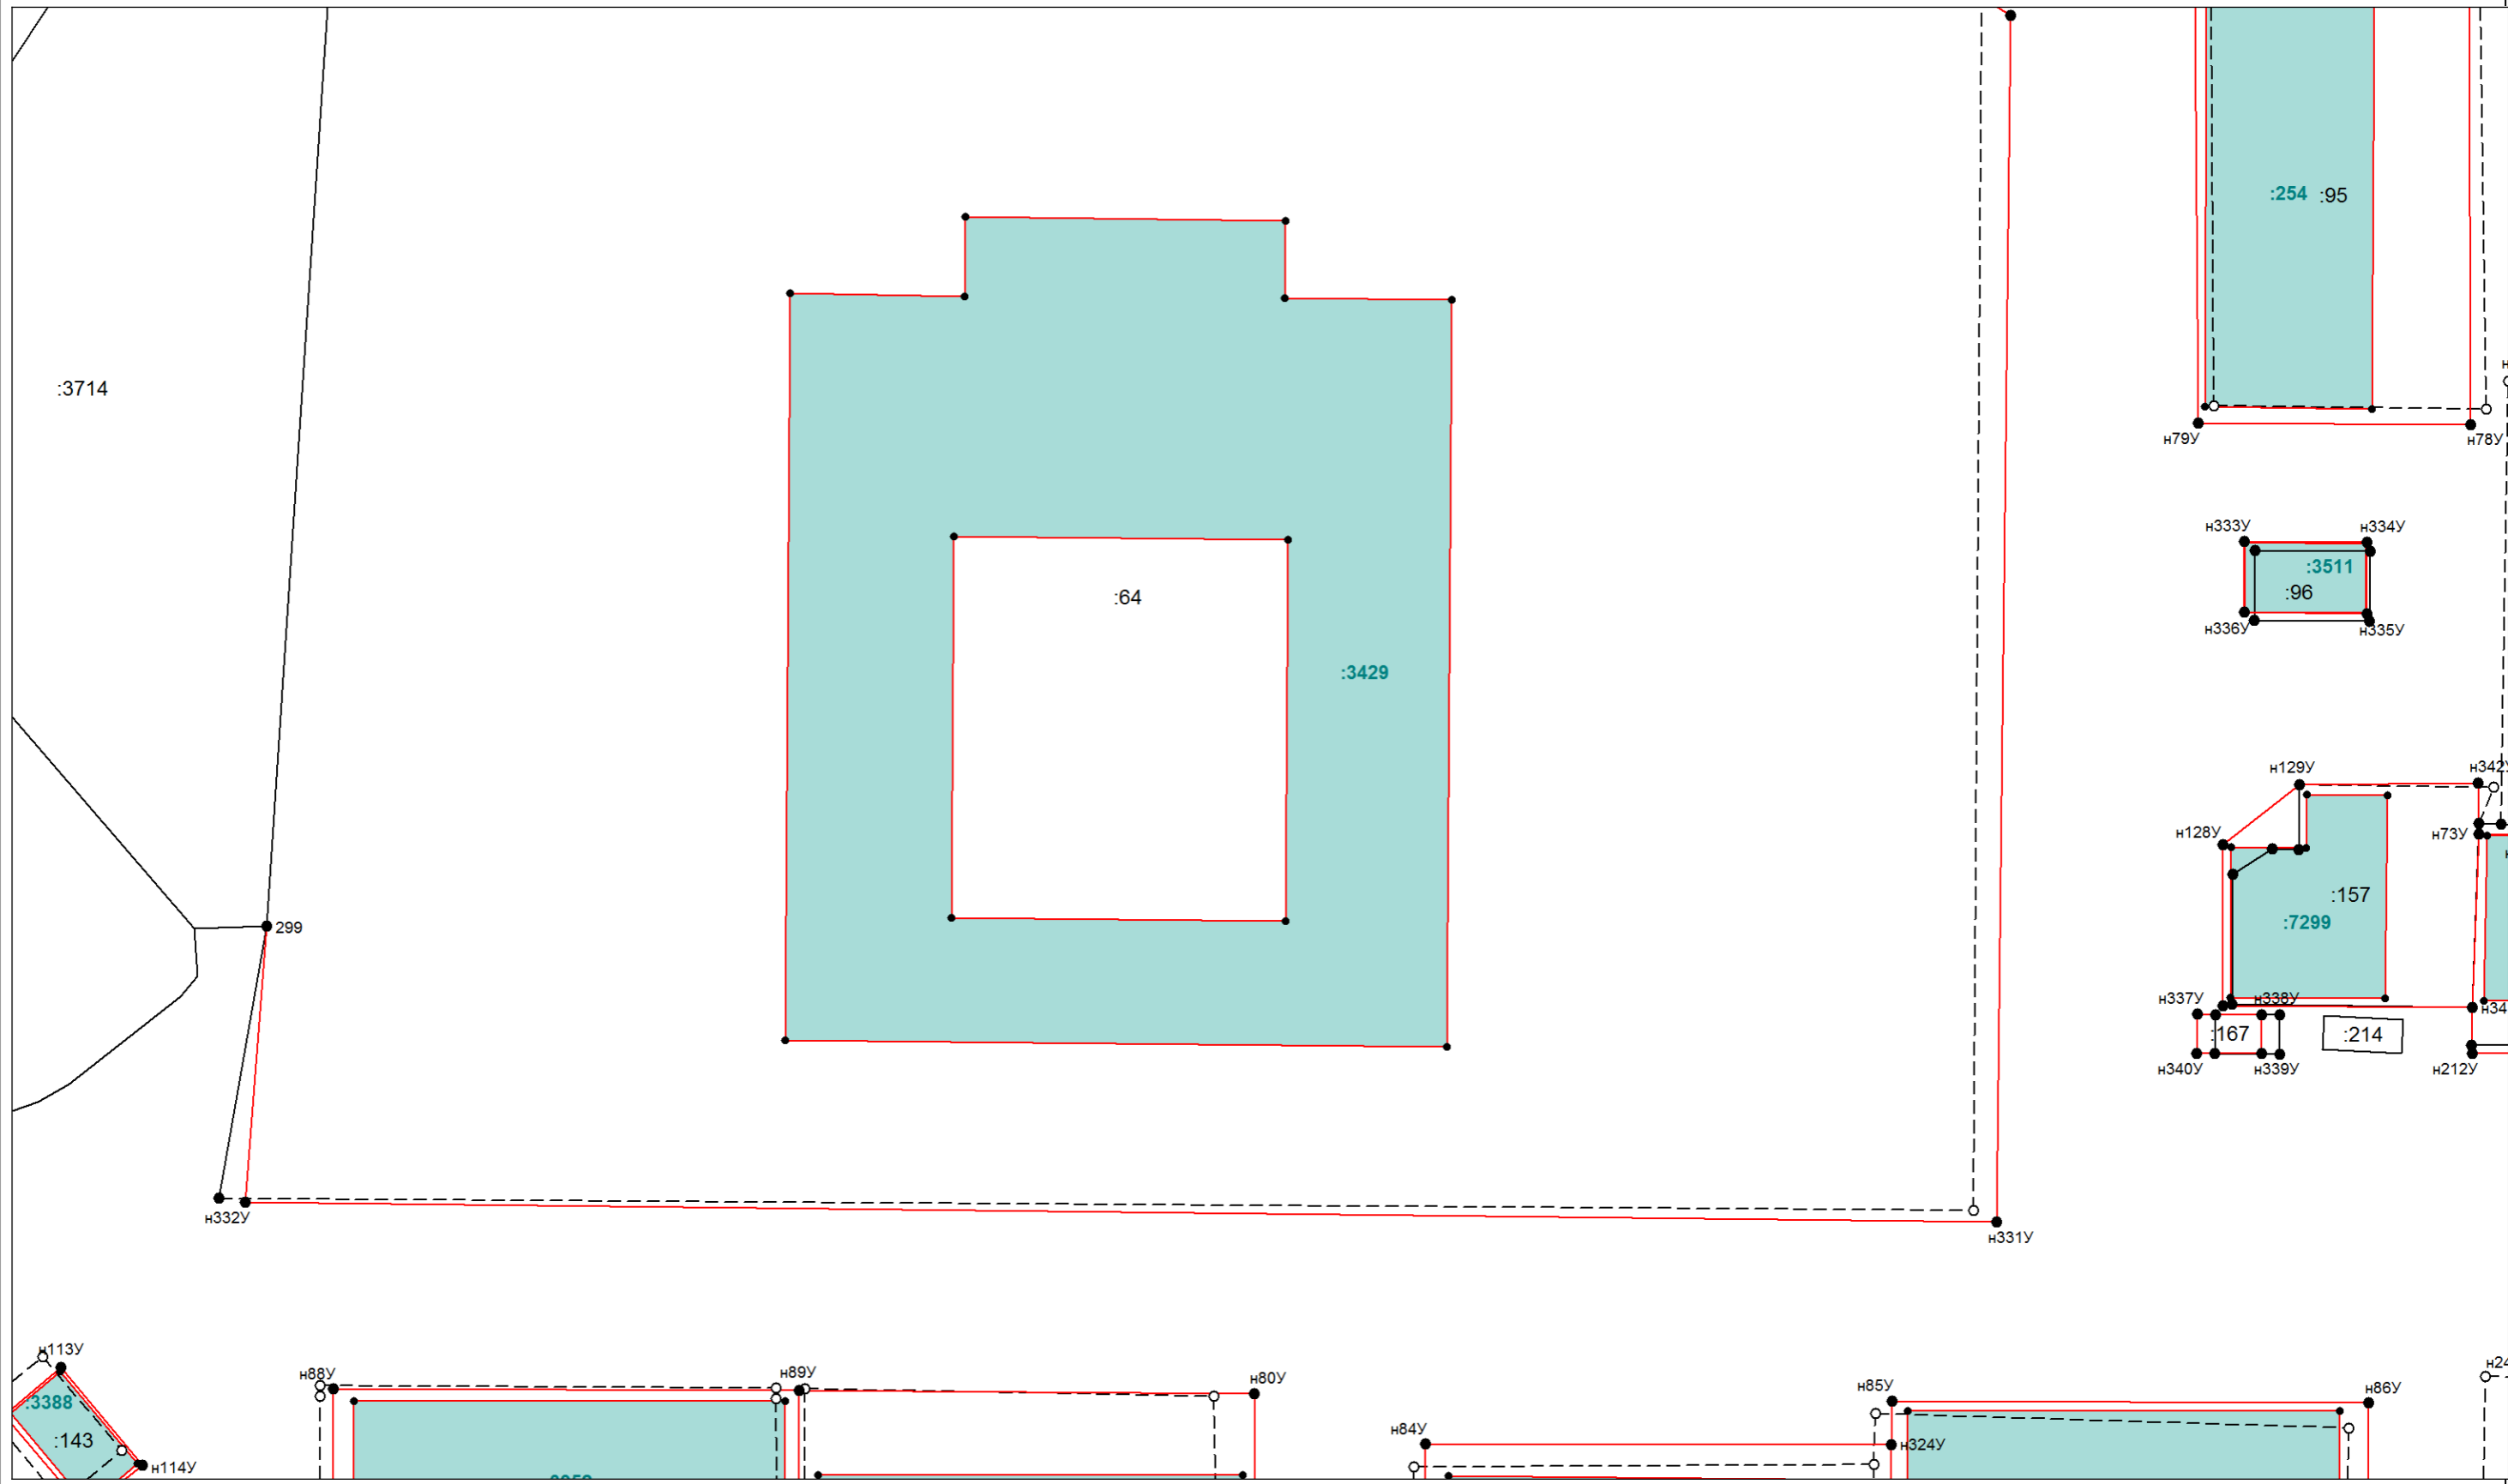 :254 :95
:3714
н79У
н78У
н333У
н334У
:3511
:96
:64
н336У
н335У
:3429
н129У
н342У
н128У
н73У
:157
:7299
299
н337У
н338У
:167
:214
н340У
н339У
н212У
н332У
н331У
н113У
н88У
н89У
н80У
н85У
н86У
:3388
н84У
:143
н324У
н114У